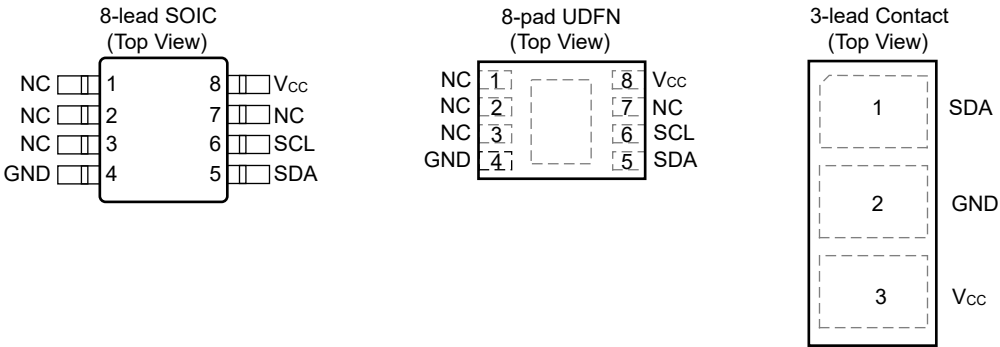 8-lead SOIC
(Top View)
NC 1 8 VCC
NC 2 7 NC
NC 3 6 SCL
GND 4 5 SDA
8-pad UDFN
(Top View)
NC 1 8 VCC
NC 2 7 NC
NC 3 6 SCL
GND 4 5 SDA
3-lead Contact
(Top View)
1 SDA
2 GND
3 VCC